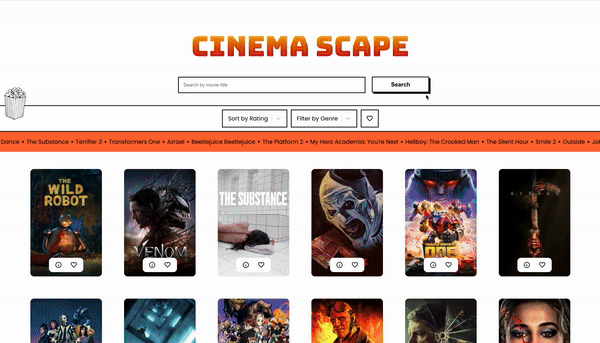 CINEMA SCAPE
Search by movie title
Search
Sort by Rating
Filter by Genre
Dance • The Substance • Terrifier 3 • Transformers One • Azrael • Beetlejuice Beetlejuice • The Platform 2 • My Hero Academia: You're Next • Hellboy: The Crooked Man • The Silent Hour • Smile 2 • Outside • Jok
THE
WILD
ROBOT
VENOM
THE SUBSTANCE
ONE